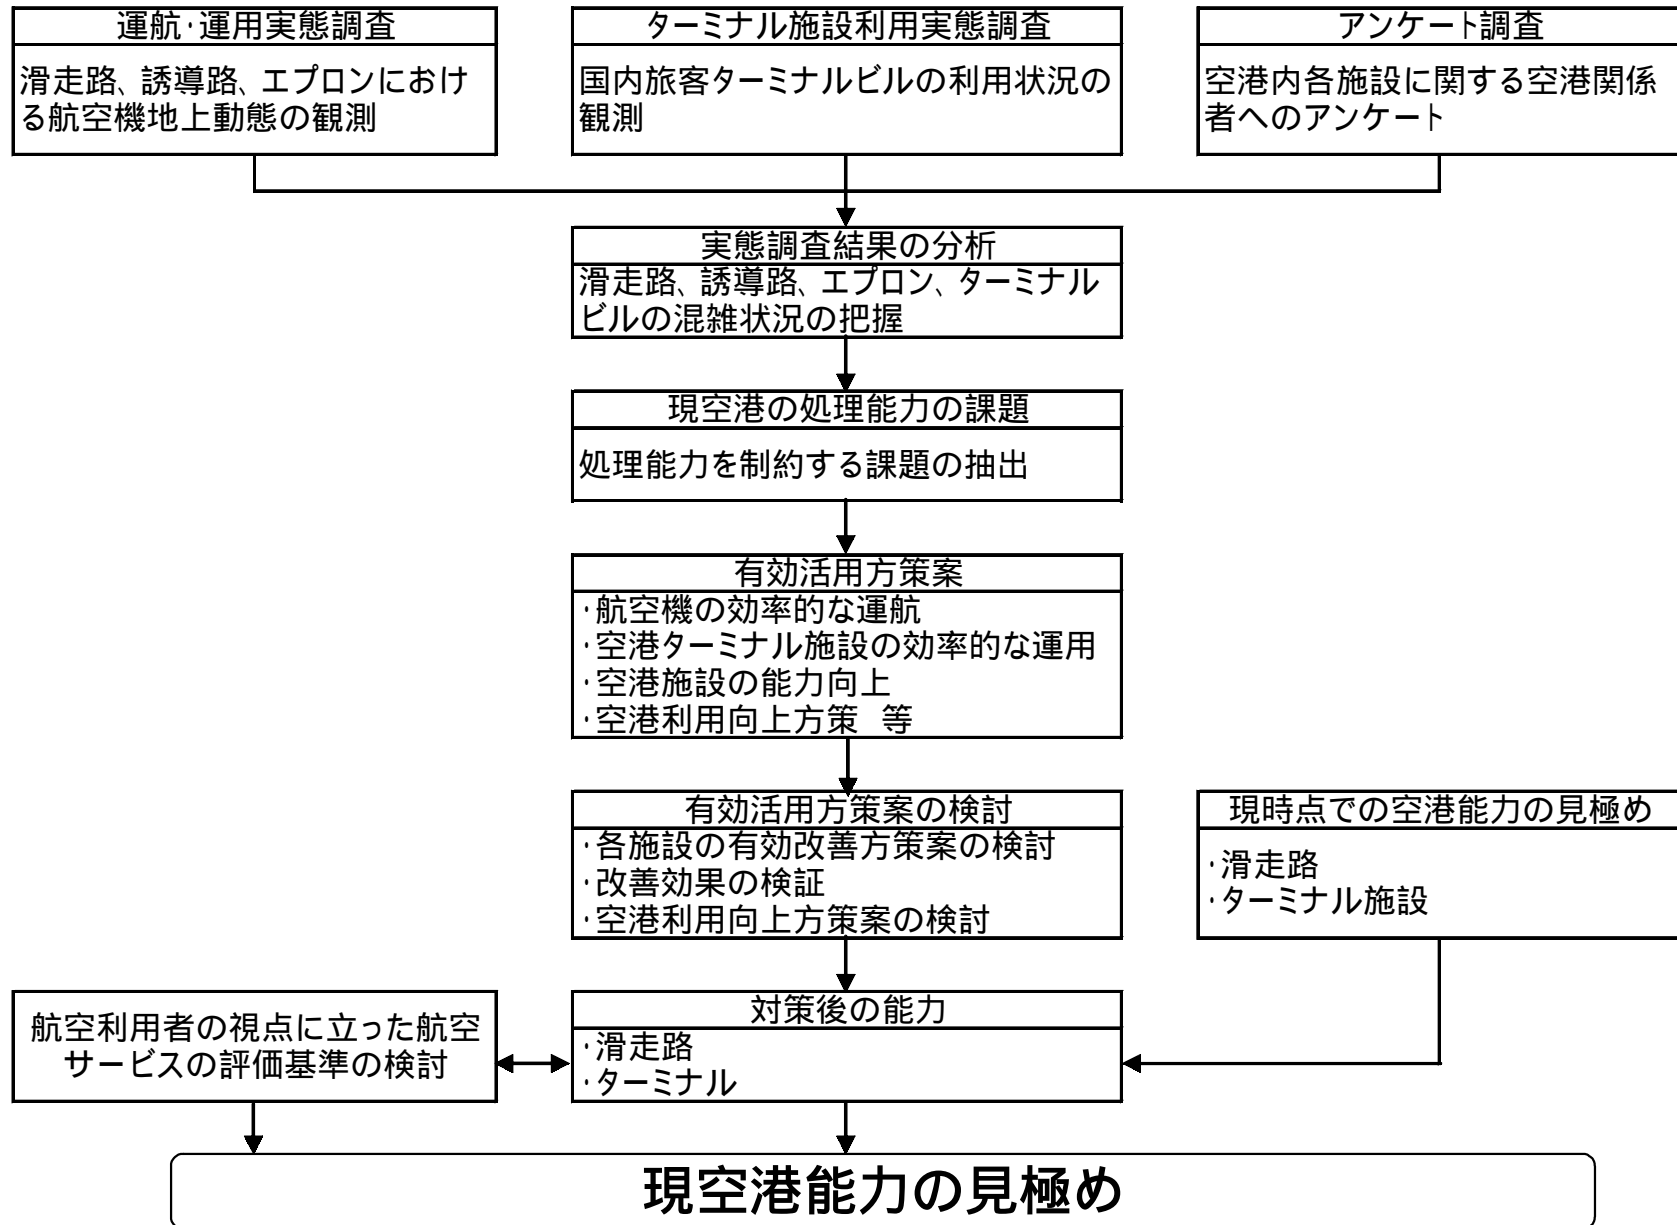 運航・運用実態調査
滑走路、誘導路、エプロンにおけ
る航空機地上動態の観測
ターミナル施設利用実態調査
国内旅客ターミナルビルの利用状況の
観測
アンケート調査
空港内各施設に関する空港関係
者へのアンケート
実態調査結果の分析
滑走路、誘導路、エプロン、ターミナル
ビルの混雑状況の把握
現空港の処理能力の課題
処理能力を制約する課題の抽出
有効活用方策案
・航空機の効率的な運航
・空港ターミナル施設の効率的な運用
・空港施設の能力向上
・空港利用向上方策 等
有効活用方策案の検討
・各施設の有効改善方策案の検討
・改善効果の検証
・空港利用向上方策案の検討
現時点での空港能力の見極め
・滑走路
・ターミナル施設
航空利用者の視点に立った航空
サービスの評価基準の検討
対策後の能力
・滑走路
・ターミナル
現空港能力の見極め